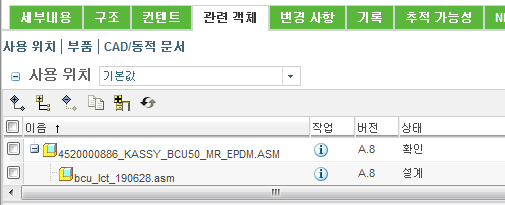 세부내용 구조 컨텐트 관련 객체 변경 사항 기록 추적 가능성
사용 위치 부품 CAD/동적 문서
사용 위치 기본값
이름 ↑ 작업 버전 상태
4520000886_KASSY_BCU50_MR_EPDM.ASM A.8 확인
bcu_lct_190628.asm A.8 설계